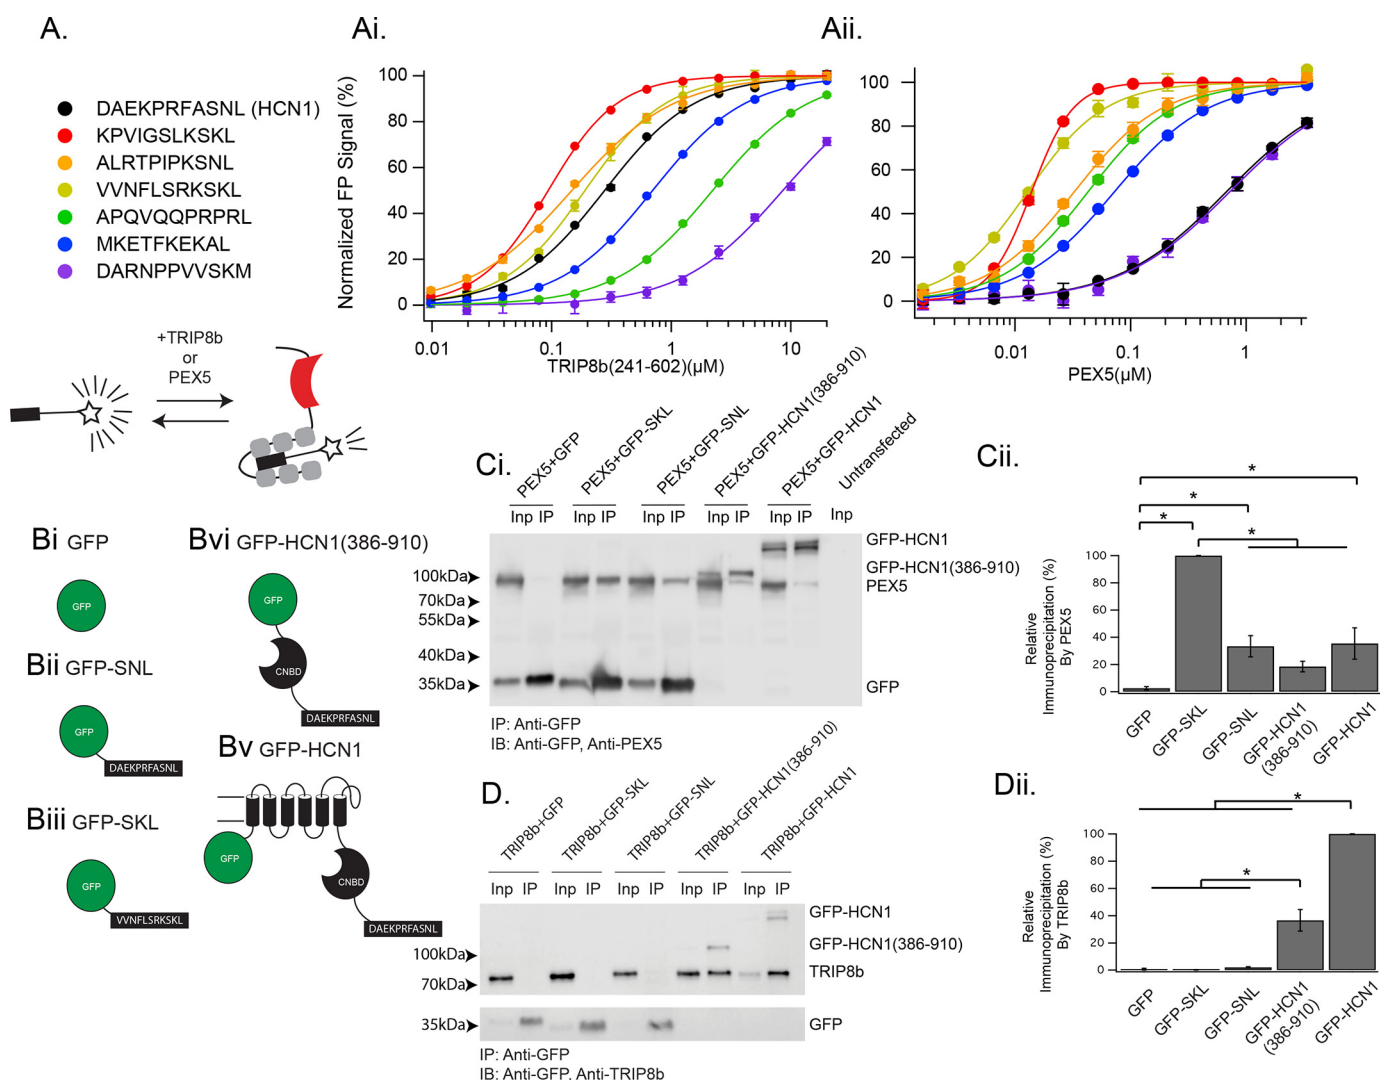 A.
DAEKPRFASNL (HCN1)
KPVIGSLKSKL
ALRTPIPKSNL
VVNFLSRKSKL
APQVQQPRPRL
MKETFKEKAL
DARNPPVVSKM
+TRIP8b
or
PEX5
Ai.
Normalized FP Signal (%)
100
80
60
40
20
0
0.01
0.1
1
10
TRIP8b(241-602)(μM)
Aii.
100
80
60
40
20
0
0.01
0.1
1
PEX5(μM)
Bi GFP
GFP
Bii GFP-SNL
GFP
DAEKPRFASNL
Biii GFP-SKL
GFP
VVNFLSRKSKL
Bvi GFP-HCN1(386-910)
GFP
CNBD
DAEKPRFASNL
Bv GFP-HCN1
GFP
CNBD
DAEKPRFASNL
Ci.
PEX5+GFP
PEX5+GFP-SKL
PEX5+GFP-SNL
PEX5+GFP-HCN1(386-910)
PEX5+GFP-HCN1
Untransfected
Inp IP
Inp IP
Inp IP
Inp IP
Inp IP
Inp
100kDa
70kDa
55kDa
40kDa
35kDa
GFP-HCN1
GFP-HCN1(386-910)
PEX5
GFP
IP: Anti-GFP
IB: Anti-GFP, Anti-PEX5
Cii.
*
*
*
*
Relative
Immunoprecipitation (%)
By PEX5
100
80
60
40
20
0
GFP
GFP-SKL
GFP-SNL
GFP-HCN1
(386-910)
GFP-HCN1
D.
TRIP8b+GFP
TRIP8b+GFP-SKL
TRIP8b+GFP-SNL
TRIP8b+GFP-HCN1(386-910)
TRIP8b+GFP-HCN1
Inp IP
Inp IP
Inp IP
Inp IP
Inp IP
100kDa
70kDa
35kDa
GFP-HCN1
GFP-HCN1(386-910)
TRIP8b
GFP
IP: Anti-GFP
IB: Anti-GFP, Anti-TRIP8b
Dii.
*
*
Relative
Immunoprecipitation (%)
By TRIP8b
100
80
60
40
20
0
GFP
GFP-SKL
GFP-SNL
GFP-HCN1
(386-910)
GFP-HCN1